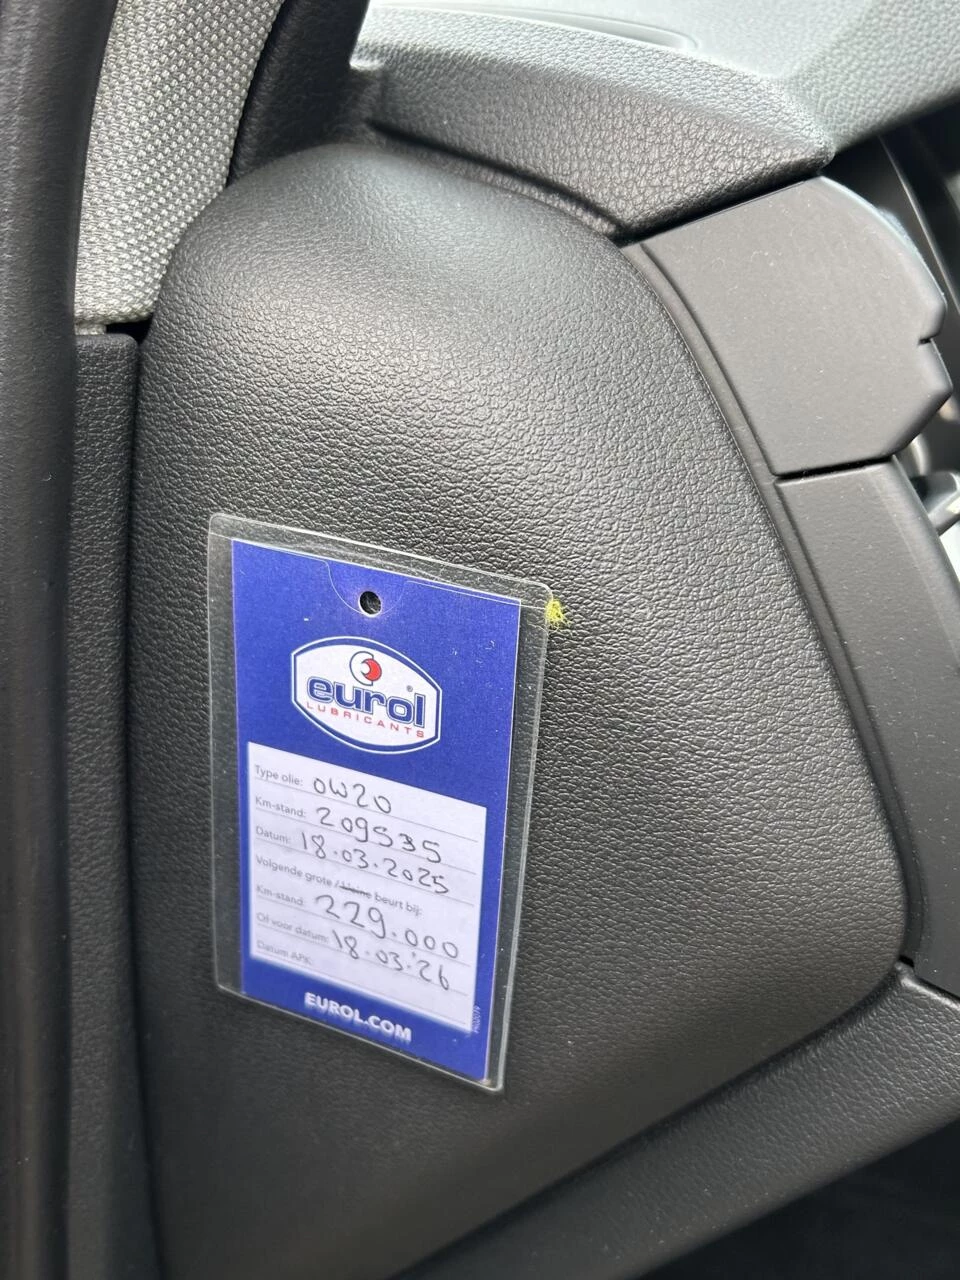 eurol®
LUBRICANTS
Type olie: 0W20
Km-stand: 209535
Datum: 18.03.2025
Volgende grote / kleine beurt bij:
Km-stand: 229.000
Of voor datum: 18.03.'26
Datum APK:
EUROL.COM